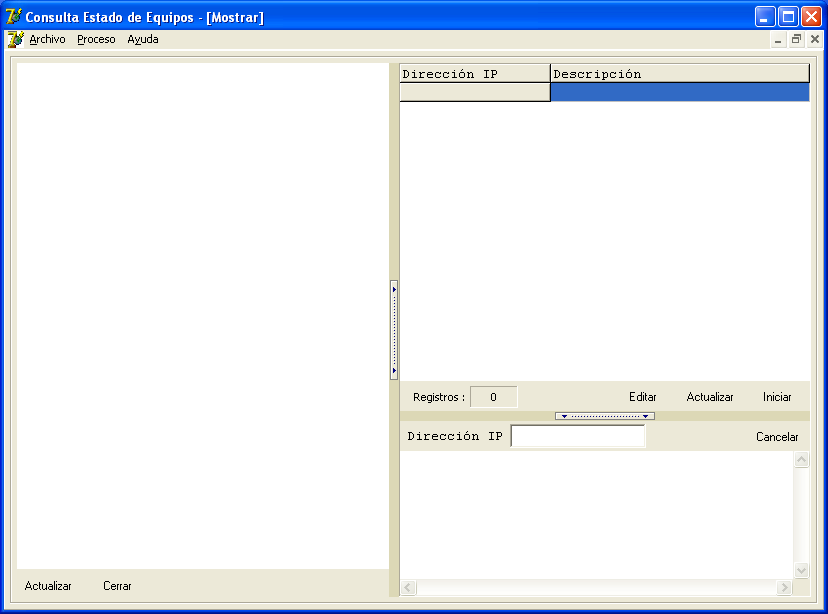 Consulta Estado de Equipos - [Mostrar]
Archivo Proceso Ayuda
Dirección IP Descripción
Registros : 0 Editar Actualizar Iniciar
Dirección IP Cancelar
Actualizar Cerrar